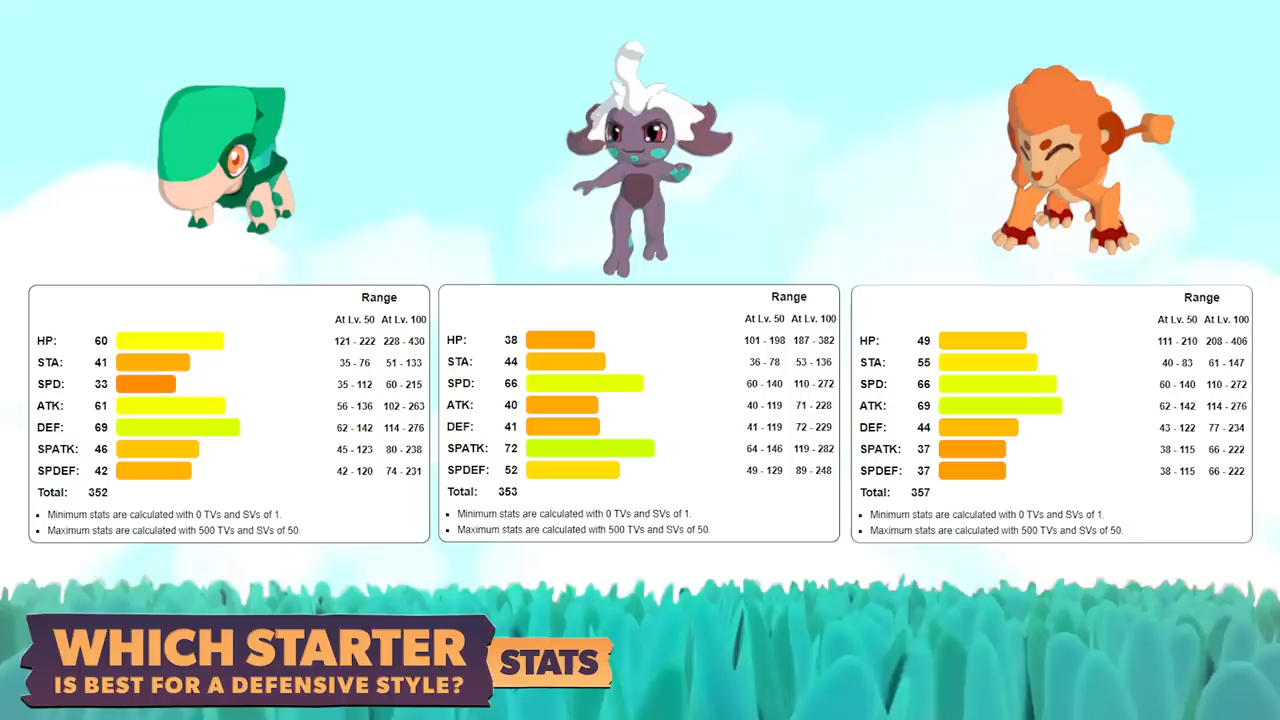 Range
At Lv. 50 At Lv. 100
HP: 60 121 - 222 228 - 430
STA: 41 35 - 76 51 - 133
SPD: 33 35 - 112 60 - 215
ATK: 61 56 - 136 102 - 263
DEF: 69 62 - 142 114 - 276
SPATK: 46 45 - 123 80 - 238
SPDEF: 42 42 - 120 74 - 231
Total: 352
• Minimum stats are calculated with 0 TVs and SVs of 1.
• Maximum stats are calculated with 500 TVs and SVs of 50.
Range
At Lv. 50 At Lv. 100
HP: 38 101 - 198 187 - 382
STA: 44 36 - 78 53 - 136
SPD: 66 60 - 140 110 - 272
ATK: 40 40 - 119 71 - 228
DEF: 41 41 - 119 72 - 229
SPATK: 72 64 - 146 119 - 282
SPDEF: 52 49 - 129 89 - 248
Total: 353
• Minimum stats are calculated with 0 TVs and SVs of 1.
• Maximum stats are calculated with 500 TVs and SVs of 50.
Range
At Lv. 50 At Lv. 100
HP: 49 111 - 210 208 - 406
STA: 55 40 - 83 61 - 147
SPD: 66 60 - 140 110 - 272
ATK: 69 62 - 142 114 - 276
DEF: 44 43 - 122 77 - 234
SPATK: 37 38 - 115 66 - 222
SPDEF: 37 38 - 115 66 - 222
Total: 357
• Minimum stats are calculated with 0 TVs and SVs of 1.
• Maximum stats are calculated with 500 TVs and SVs of 50.
WHICH STARTER
IS BEST FOR A DEFENSIVE STYLE?
STATS